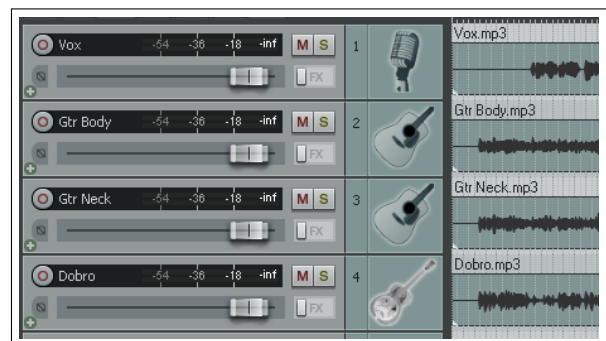 Vox -54 -36 -18 -inf M S 1 Vox.mp3
FX
Gtr Body -54 -36 -18 -inf M S 2 Gtr Body.mp3
FX
Gtr Neck -54 -36 -18 -inf M S 3 Gtr Neck.mp3
FX
Dobro -54 -36 -18 -inf M S 4 Dobro.mp3
FX